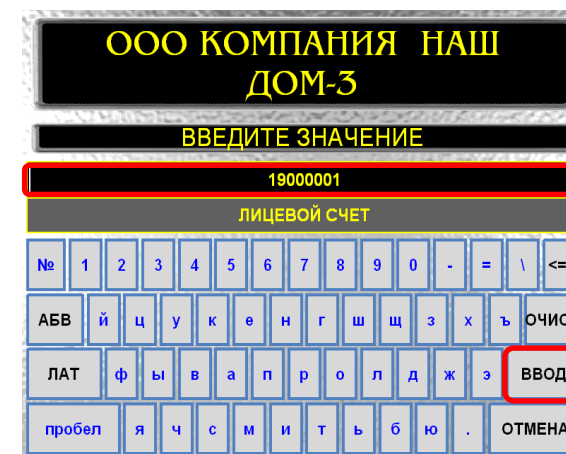 ООО КОМПАНИЯ НАШ
ДОМ-3
ВВЕДИТЕ ЗНАЧЕНИЕ
19000001
ЛИЦЕВОЙ СЧЕТ
№ 1 2 3 4 5 6 7 8 9 0 - = \ <=
АБВ й ц у к е н г ш щ з х ъ ОЧИС
ЛАТ ф ы в а п р о л д ж э ВВОД
пробел я ч с м и т ь б ю . ОТМЕНА